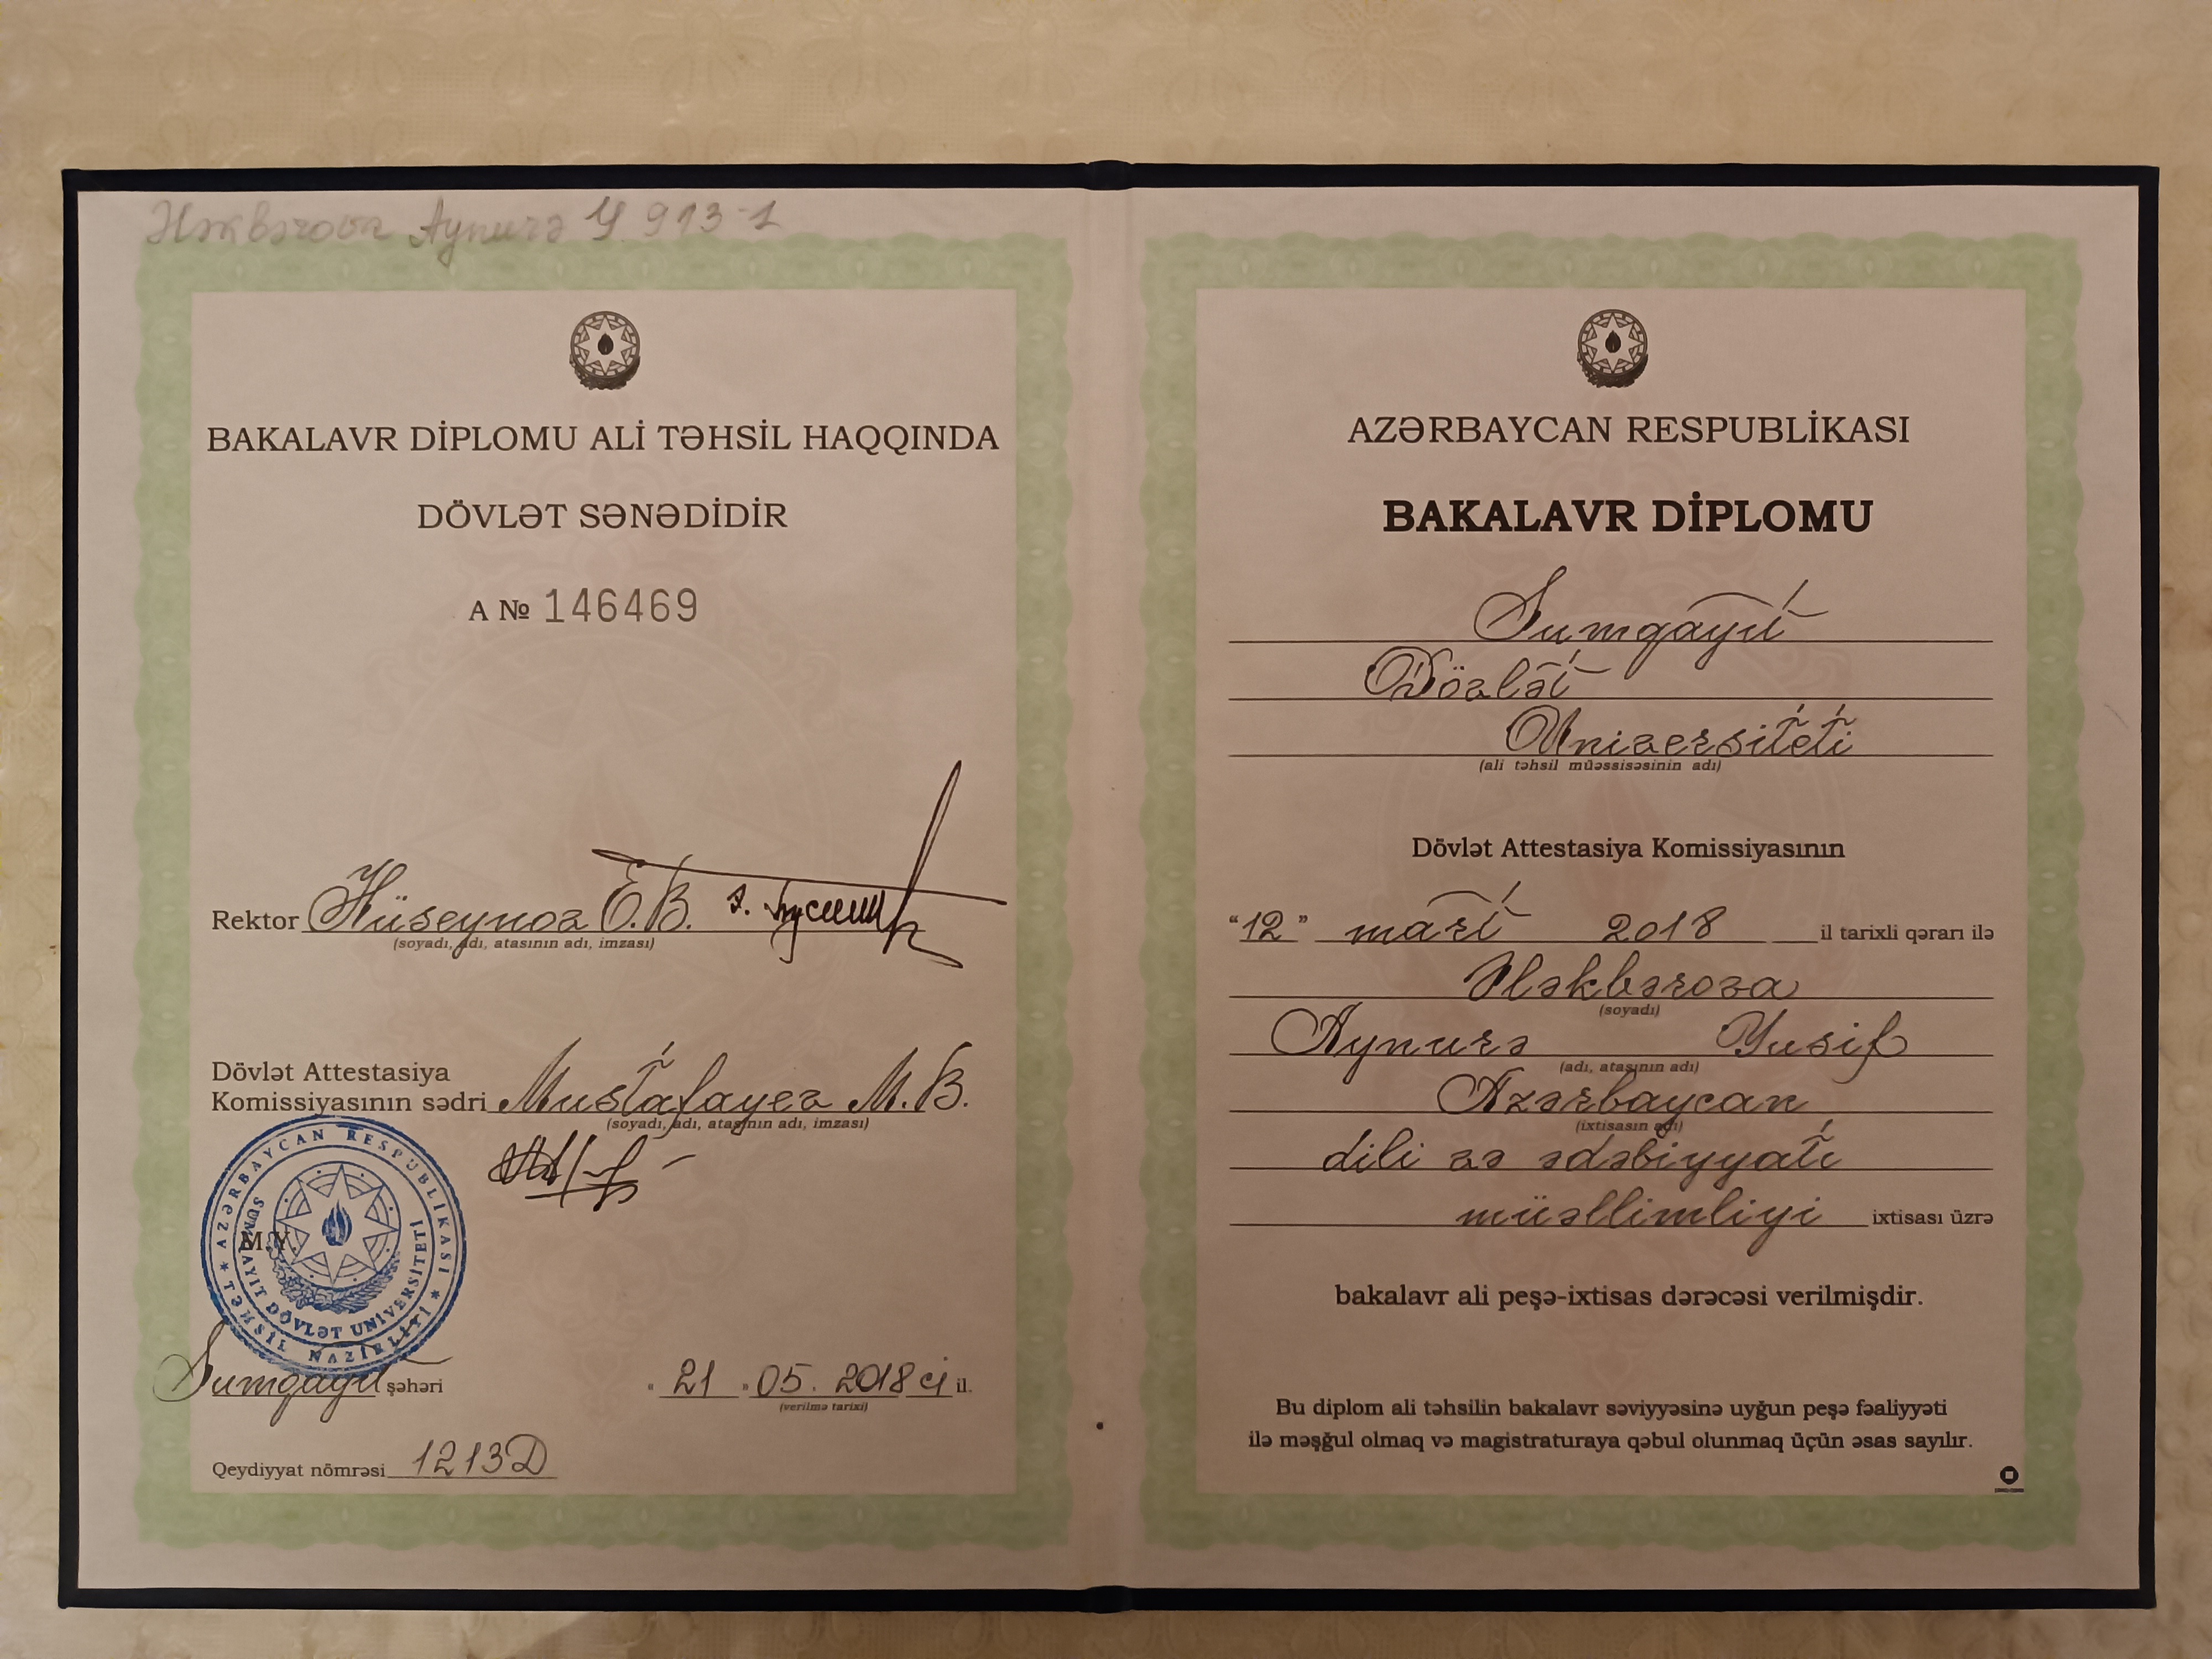 Ələkbərova Aynurə Y. 913-1
BAKALAVR DİPLOMU ALİ TƏHSİL HAQQINDA
DÖVLƏT SƏNƏDİDİR
A № 146469
Rektor Hüseynov E.B.
(soyadı, adı, atasının adı, imzası)
Dövlət Attestasiya
Komissiyasının sədri Mustafayev M.B.
(soyadı, adı, atasının adı, imzası)
AZƏRBAYCAN RESPUBLİKASI
TƏHSİL NAZİRLİYİ
SUMQAYIT DÖVLƏT UNİVERSİTETİ
M.Y.
Sumqayıt şəhəri
" 21 " 05. 2018 ci il.
(verilmə tarixi)
Qeydiyyat nömrəsi 1213D
AZƏRBAYCAN RESPUBLİKASI
BAKALAVR DİPLOMU
Sumqayıt
Dövlət
Universiteti
(ali təhsil müəssisəsinin adı)
Dövlət Attestasiya Komissiyasının
"12" mart 2018 il tarixli qərarı ilə
Ələkbərova
(soyadı)
Aynurə Yusif
(adı, atasının adı)
Azərbaycan
(ixtisasın adı)
dili və ədəbiyyatı
müəllimliyi ixtisası üzrə
bakalavr ali peşə-ixtisas dərəcəsi verilmişdir.
Bu diplom ali təhsilin bakalavr səviyyəsinə uyğun peşə fəaliyyəti
ilə məşğul olmaq və magistraturaya qəbul olunmaq üçün əsas sayılır.